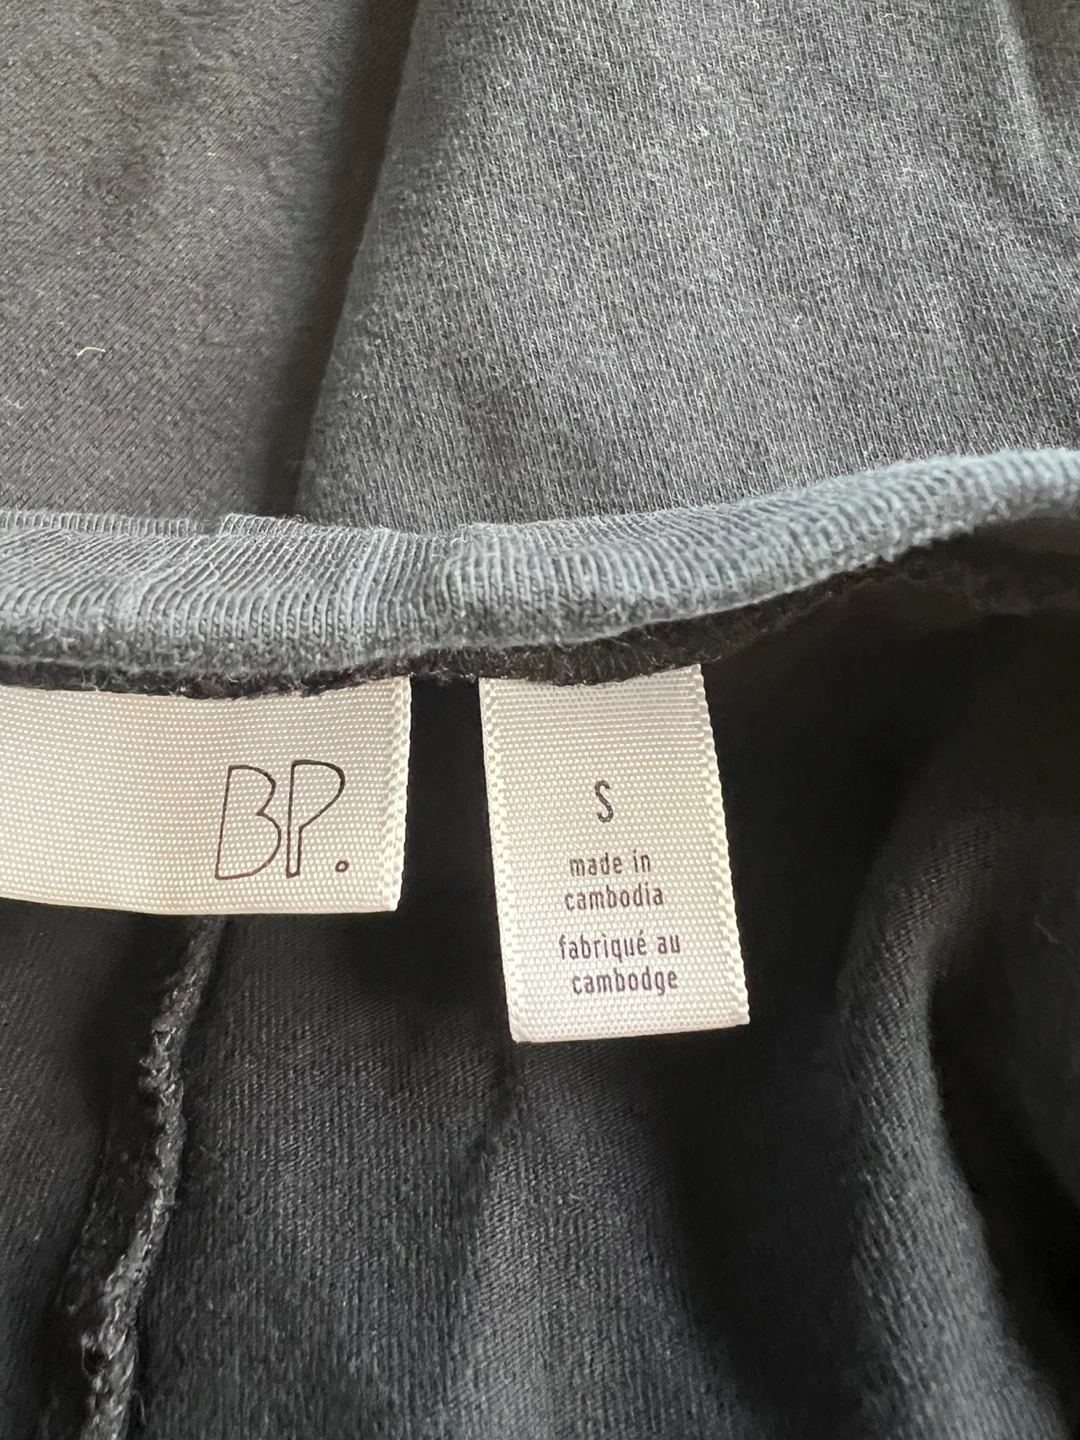 BP.
S
made in
cambodia
fabriqué au
cambodge